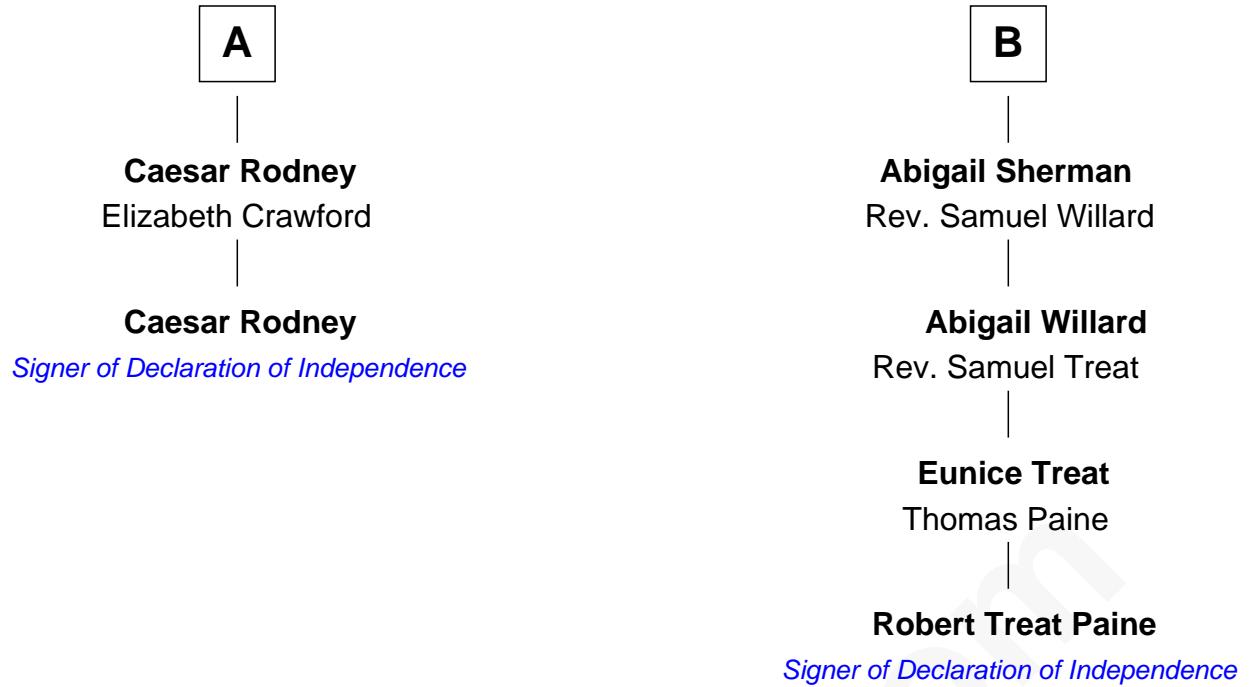 A
Caesar Rodney
Elizabeth Crawford
Caesar Rodney
Signer of Declaration of Independence
B
Abigail Sherman
Rev. Samuel Willard
Abigail Willard
Rev. Samuel Treat
Eunice Treat
Thomas Paine
Robert Treat Paine
Signer of Declaration of Independence